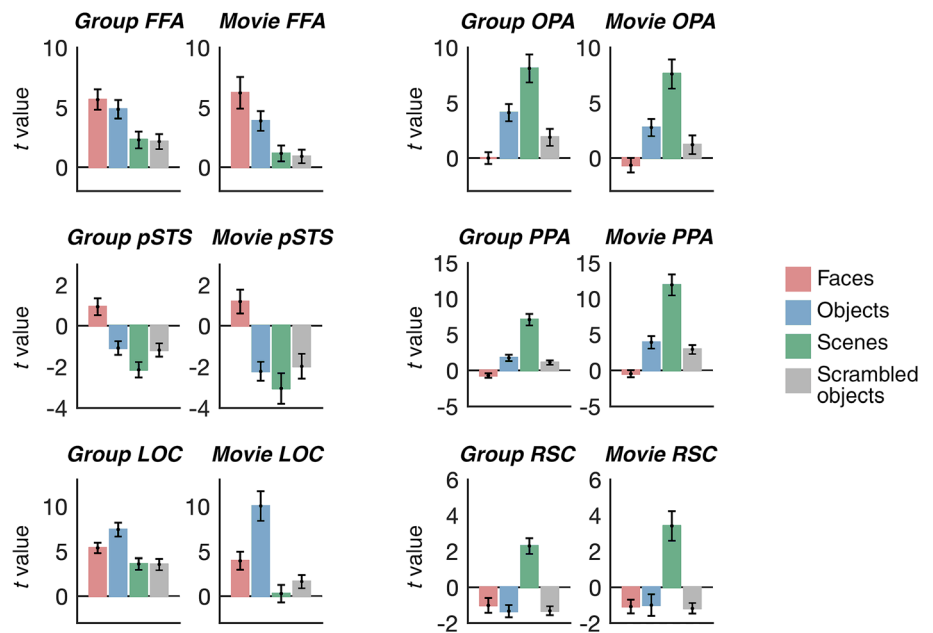 Group FFA
Movie FFA
Group OPA
Movie OPA
t value
10
5
0
10
5
0
t value
10
5
0
10
5
0
Group pSTS
Movie pSTS
Group PPA
Movie PPA
t value
2
0
-2
-4
2
0
-2
-4
t value
15
10
5
0
-5
15
10
5
0
-5
Faces
Objects
Scenes
Scrambled
objects
Group LOC
Movie LOC
Group RSC
Movie RSC
t value
10
5
0
10
5
0
t value
6
4
2
0
-2
6
4
2
0
-2